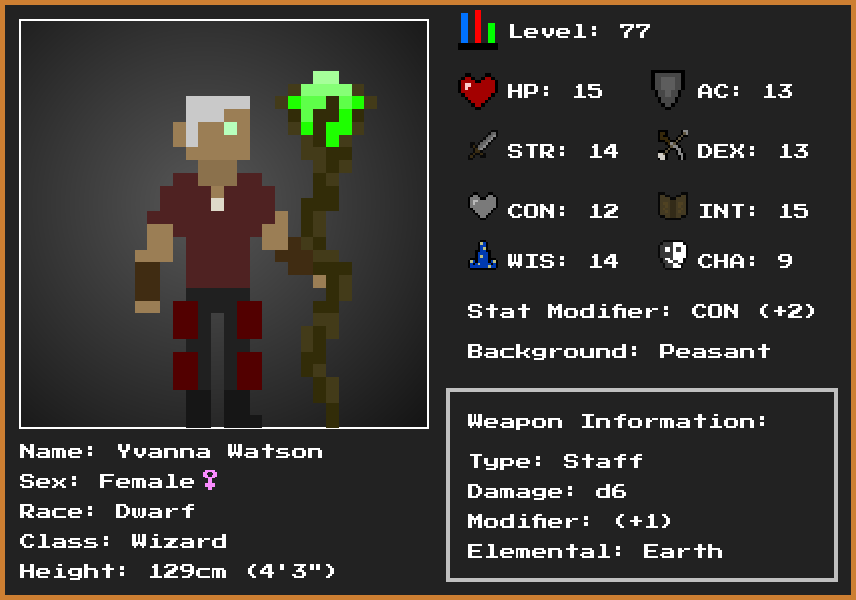 Level: 77
HP: 15
AC: 13
STR: 14
DEX: 13
CON: 12
INT: 15
WIS: 14
CHA: 9
Stat Modifier: CON (+2)
Background: Peasant
Name: Yvanna Watson
Sex: Female♀
Race: Dwarf
Class: Wizard
Height: 129cm (4'3")
Weapon Information:
Type: Staff
Damage: d6
Modifier: (+1)
Elemental: Earth